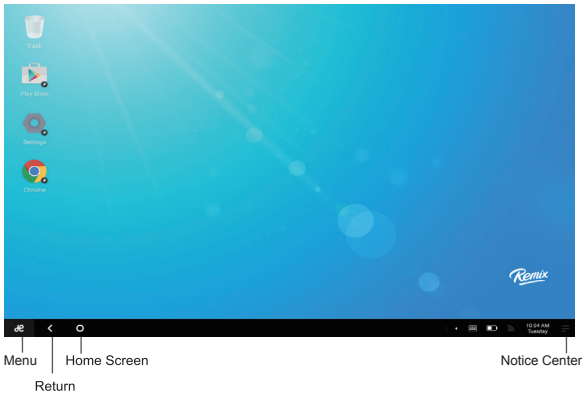 Trash
Play Store
Settings
Chrome
Remix
10:04 AM
Tuesday
Menu
Home Screen
Notice Center
Return